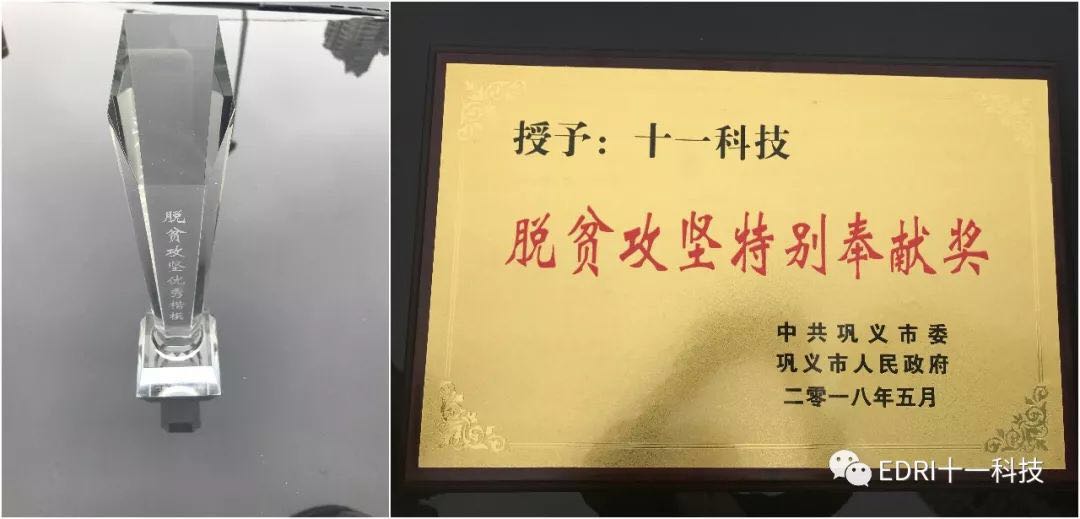 脱贫攻坚优秀楷模
授予：十一科技
脱贫攻坚特别奉献奖
中共巩义市委
巩义市人民政府
二零一八年五月
EDRI十一科技